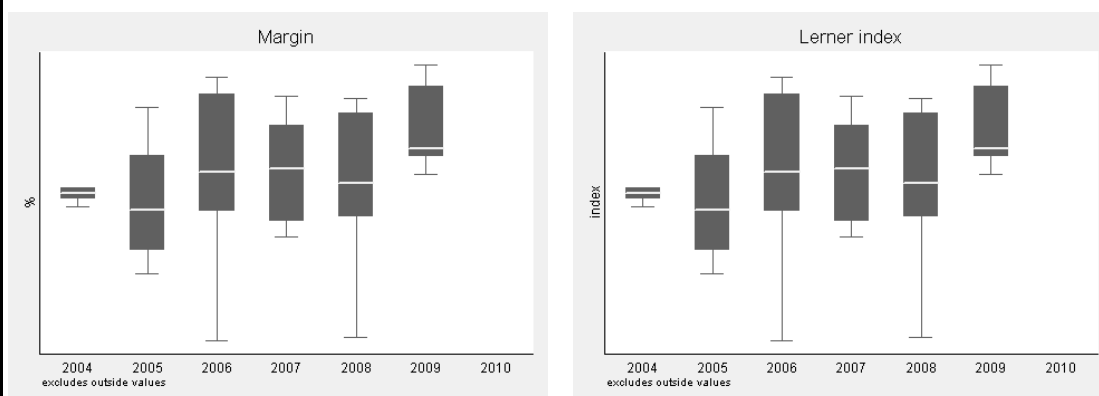 Margin
%
2004 2005 2006 2007 2008 2009 2010
excludes outside values
Lerner index
index
2004 2005 2006 2007 2008 2009 2010
excludes outside values